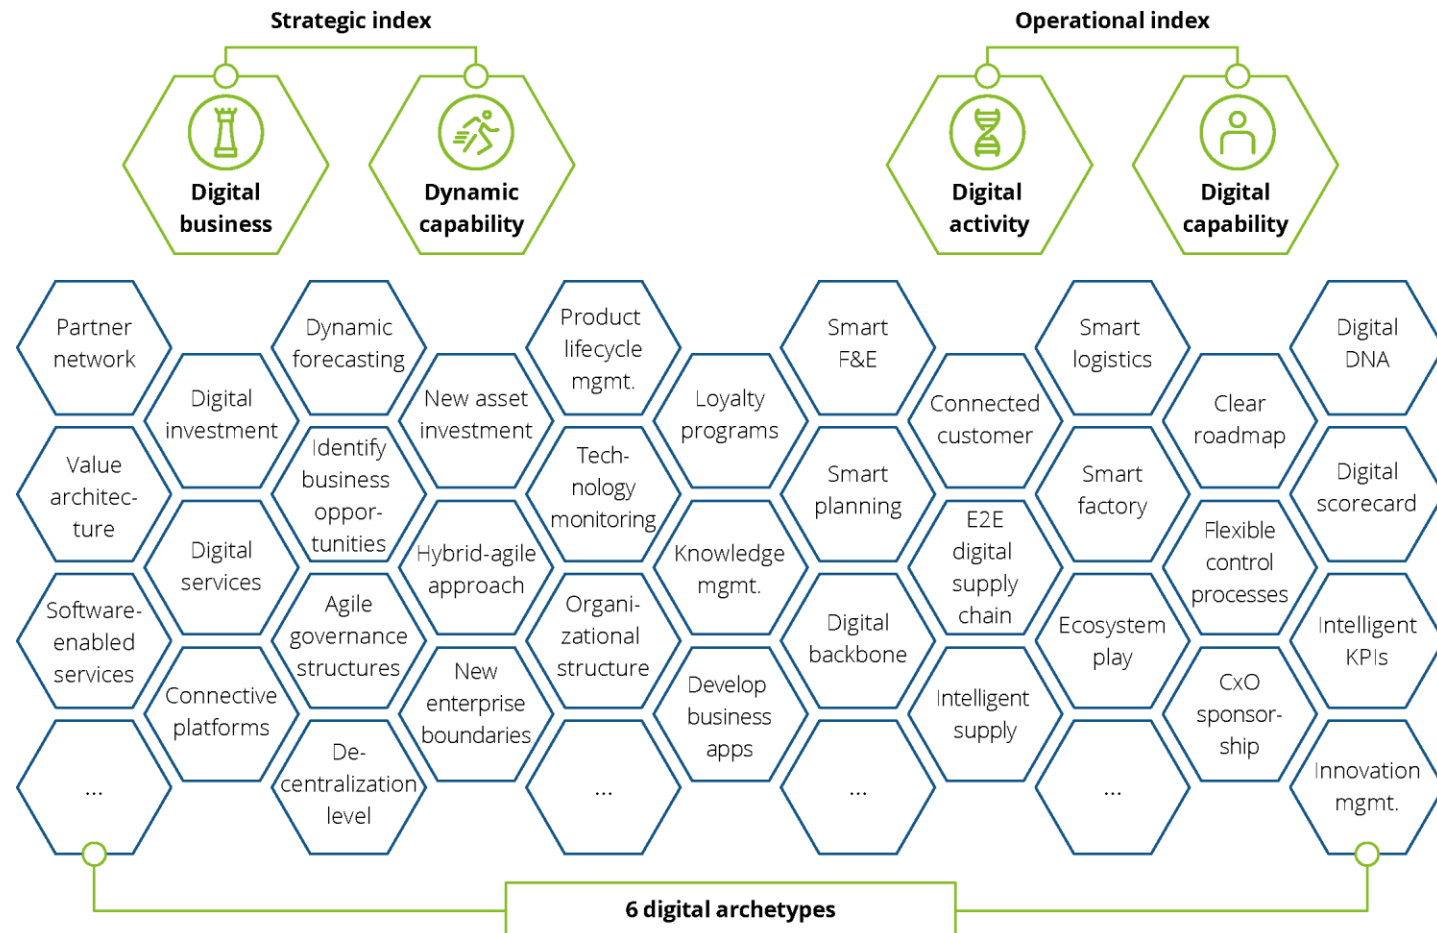 Strategic index
Operational index
Digital
business
Dynamic
capability
Digital
activity
Digital
capability
Partner
network
Dynamic
forecasting
Product
lifecycle
mgmt.
Smart
F&E
Smart
logistics
Digital
DNA
Digital
investment
New asset
investment
Loyalty
programs
Connected
customer
Clear
roadmap
Value
architec-
ture
Identify
business
oppor-
tunities
Tech-
nology
monitoring
Smart
planning
Smart
factory
Digital
scorecard
Digital
services
Hybrid-agile
approach
Knowledge
mgmt.
E2E
digital
supply
chain
Flexible
control
processes
Software-
enabled
services
Agile
governance
structures
Organi-
zational
structure
Digital
backbone
Ecosystem
play
Intelligent
KPIs
Connective
platforms
New
enterprise
boundaries
Develop
business
apps
Intelligent
supply
CxO
sponsor-
ship
...
De-
centralization
level
...
...
...
Innovation
mgmt.
6 digital archetypes